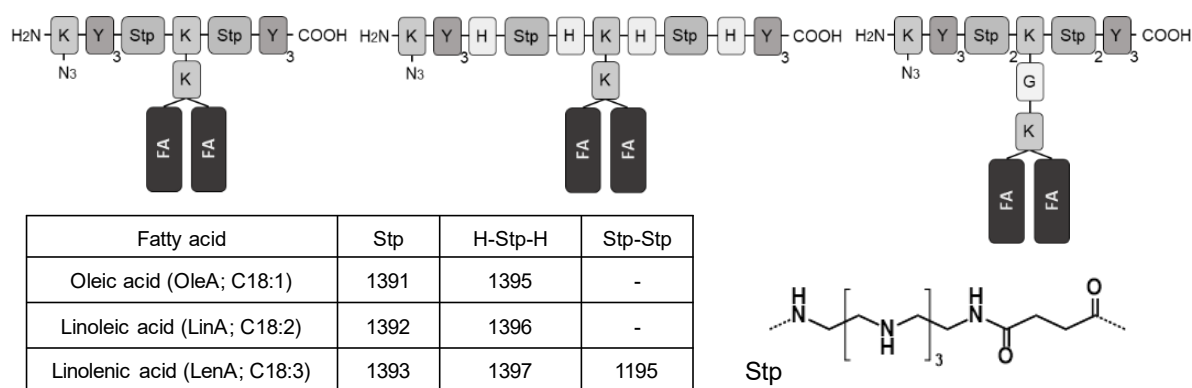 H2N K Y 3 Stp K Stp Y 3 COOH
N3
K
FA FA
H2N K Y 3 H Stp H K H Stp H Y 3 COOH
N3
K
FA FA
H2N K Y 3 Stp 2 K Stp 2 Y 3 COOH
N3
G
K
FA FA
Fatty acid Stp H-Stp-H Stp-Stp
Oleic acid (OleA; C18:1) 1391 1395 -
Linoleic acid (LinA; C18:2) 1392 1396 -
Linolenic acid (LenA; C18:3) 1393 1397 1195
H N N H 3 H N O O
Stp